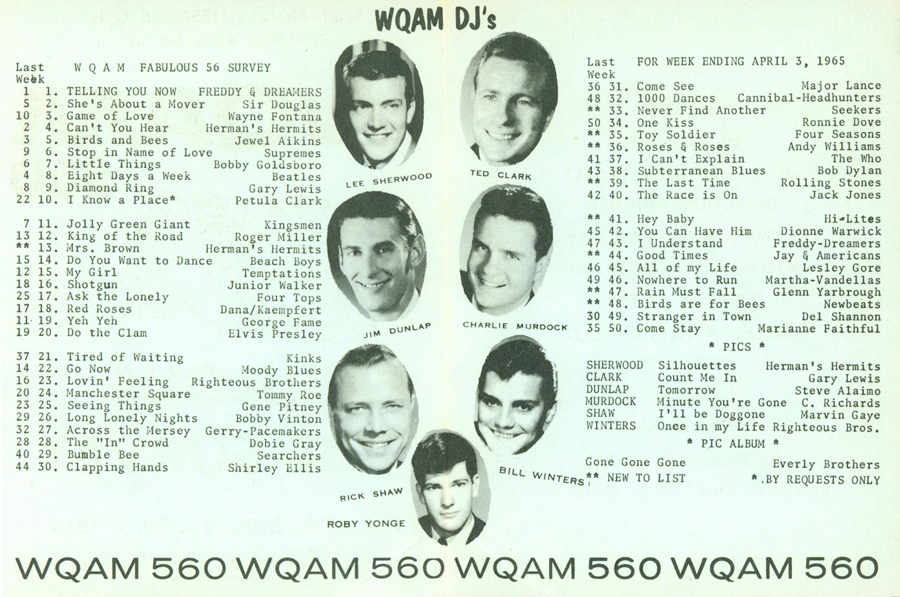 WQAM DJ's
Last W Q A M FABULOUS 56 SURVEY
Week
1 1. TELLING YOU NOW FREDDY & DREAMERS
5 2. She's About a Mover Sir Douglas
10 3. Game of Love Wayne Fontana
2 4. Can't You Hear Herman's Hermits
3 5. Birds and Bees Jewel Aikins
9 6. Stop in Name of Love Supremes
6 7. Little Things Bobby Goldsboro
4 8. Eight Days a Week Beatles
8 9. Diamond Ring Gary Lewis
22 10. I Know a Place* Petula Clark
7 11. Jolly Green Giant Kingsmen
13 12. King of the Road Roger Miller
** 13. Mrs. Brown Herman's Hermits
15 14. Do You Want to Dance Beach Boys
12 15. My Girl Temptations
18 16. Shotgun Junior Walker
25 17. Ask the Lonely Four Tops
17 18. Red Roses Dana/Kaempfert
11 19. Yeh Yeh George Fame
19 20. Do the Clam Elvis Presley
37 21. Tired of Waiting Kinks
14 22. Go Now Moody Blues
16 23. Lovin' Feeling Righteous Brothers
20 24. Manchester Square Tommy Roe
23 25. Seeing Things Gene Pitney
29 26. Long Lonely Nights Bobby Vinton
32 27. Across the Mersey Gerry-Pacemakers
28 28. The "In" Crowd Dobie Gray
40 29. Bumble Bee Searchers
44 30. Clapping Hands Shirley Ellis
LEE SHERWOOD
TED CLARK
JIM DUNLAP
CHARLIE MURDOCK
RICK SHAW
BILL WINTERS
ROBY YONGE
Last FOR WEEK ENDING APRIL 3, 1965
Week
36 31. Come See Major Lance
48 32. 1000 Dances Cannibal-Headhunters
** 33. Never Find Another Seekers
50 34. One Kiss Ronnie Dove
** 35. Toy Soldier Four Seasons
** 36. Roses & Roses Andy Williams
41 37. I Can't Explain The Who
43 38. Subterranean Blues Bob Dylan
** 39. The Last Time Rolling Stones
42 40. The Race is On Jack Jones
** 41. Hey Baby Hi-Lites
45 42. You Can Have Him Dionne Warwick
47 43. I Understand Freddy-Dreamers
** 44. Good Times Jay & Americans
46 45. All of my Life Lesley Gore
49 46. Nowhere to Run Martha-Vandellas
** 47. Rain Must Fall Glenn Yarbrough
** 48. Birds are for Bees Newbeats
30 49. Stranger in Town Del Shannon
35 50. Come Stay Marianne Faithful
* PICS *
SHERWOOD Silhouettes Herman's Hermits
CLARK Count Me In Gary Lewis
DUNLAP Tomorrow Steve Alaimo
MURDOCK Minute You're Gone C. Richards
SHAW I'll be Doggone Marvin Gaye
WINTERS Once in my Life Righteous Bros.
* PIC ALBUM *
Gone Gone Gone Everly Brothers
** NEW TO LIST *.BY REQUESTS ONLY
WQAM 560 WQAM 560 WQAM 560 WQAM 560